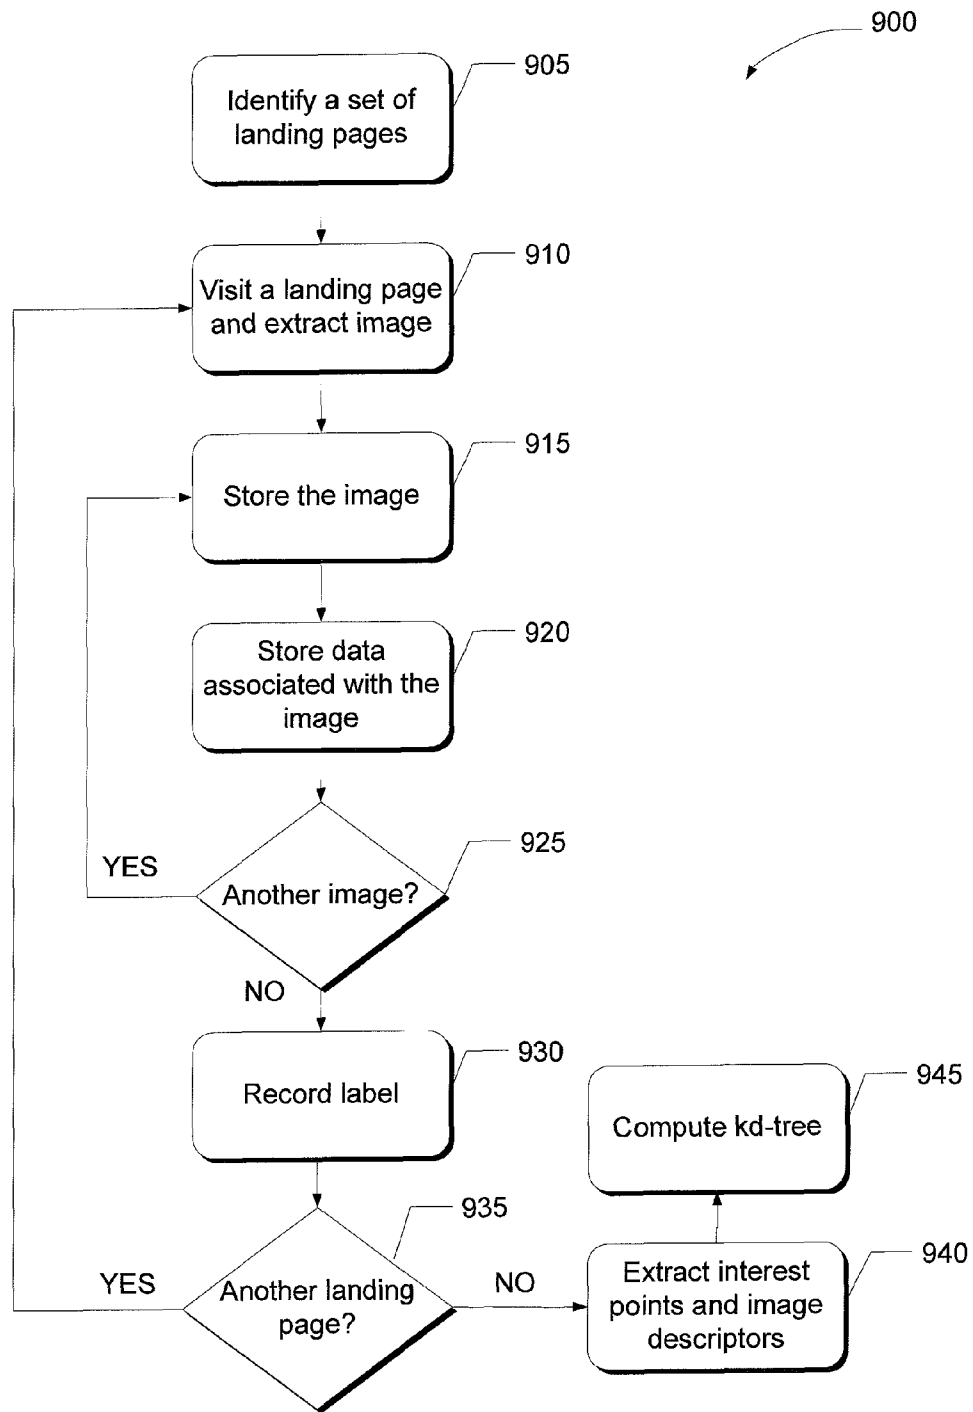 900
905
Identify a set of
landing pages
910
Visit a landing page
and extract image
915
Store the image
920
Store data
associated with the
image
925
YES
Another image?
NO
930
Record label
945
Compute kd-tree
935
YES
Another landing
page?
NO
940
Extract interest
points and image
descriptors